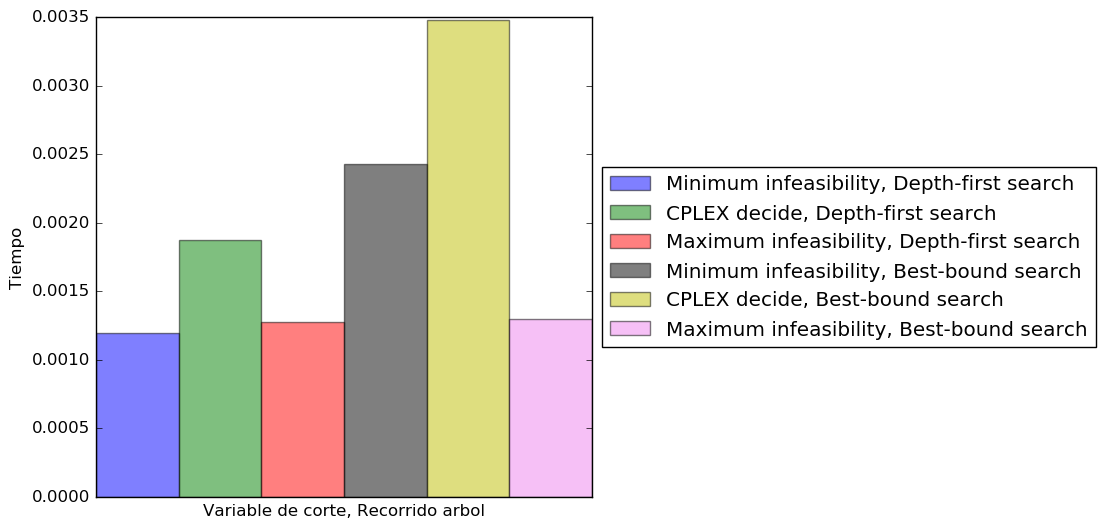 0.0035
0.0030
0.0025
0.0020
0.0015
0.0010
0.0005
0.0000
Tiempo
Variable de corte, Recorrido arbol
Minimum infeasibility, Depth-first search
CPLEX decide, Depth-first search
Maximum infeasibility, Depth-first search
Minimum infeasibility, Best-bound search
CPLEX decide, Best-bound search
Maximum infeasibility, Best-bound search